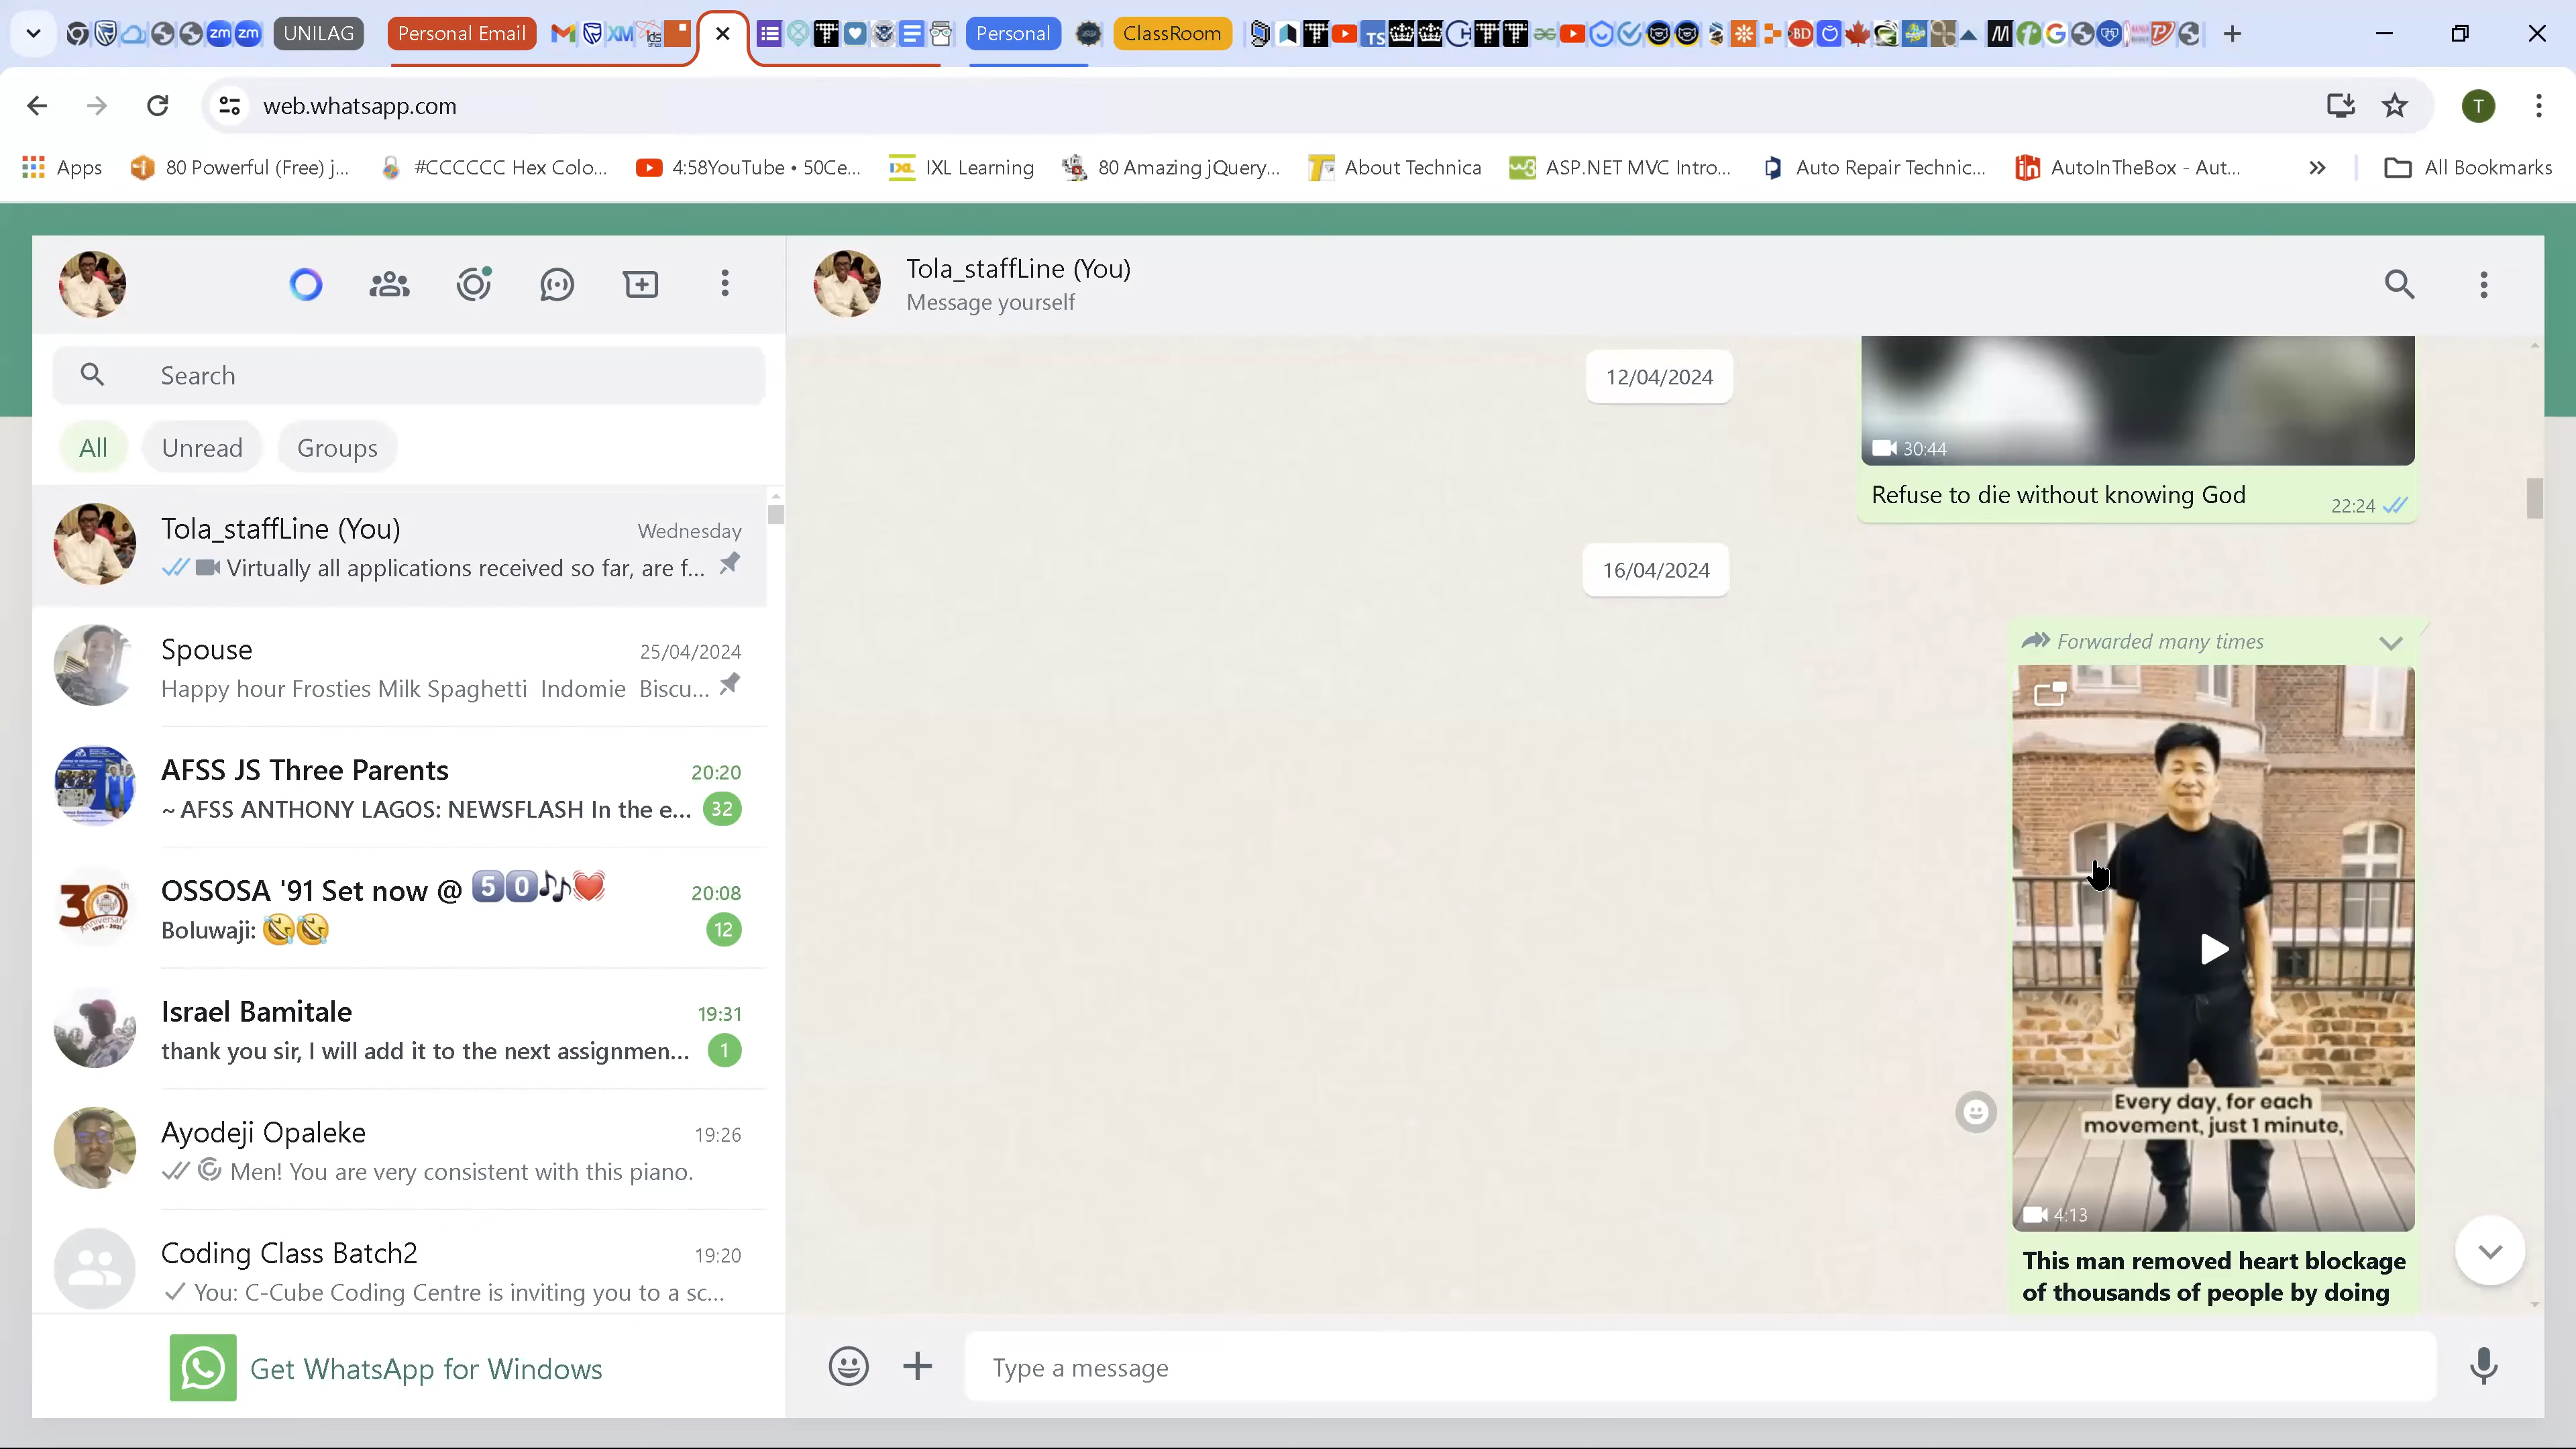 UNILAG
Personal Email
Personal
ClassRoom
web.whatsapp.com
T
Apps
80 Powerful (Free) j...
#CCCCCC Hex Colo...
4:58YouTube • 50Ce...
IXL Learning
80 Amazing jQuery...
About Technica
ASP.NET MVC Intro...
Auto Repair Technic...
AutoInTheBox - Aut...
All Bookmarks
Search
All
Unread
Groups
Tola_staffLine (You)
Wednesday
Virtually all applications received so far, are f...
Spouse
25/04/2024
Happy hour Frosties Milk Spaghetti Indomie Biscu...
AFSS JS Three Parents
20:20
~ AFSS ANTHONY LAGOS: NEWSFLASH In the e...
32
OSSOSA '91 Set now @ 5️0️🎶💓
20:08
Boluwaji: 🤣🤣
12
Israel Bamitale
19:31
thank you sir, I will add it to the next assignmen...
1
Ayodeji Opaleke
19:26
Men! You are very consistent with this piano.
Coding Class Batch2
19:20
You: C-Cube Coding Centre is inviting you to a sc...
Get WhatsApp for Windows
Tola_staffLine (You)
Message yourself
12/04/2024
30:44
Refuse to die without knowing God
22:24
16/04/2024
Forwarded many times
Every day, for each
movement, just 1 minute,
4:13
This man removed heart blockage
of thousands of people by doing
Type a message